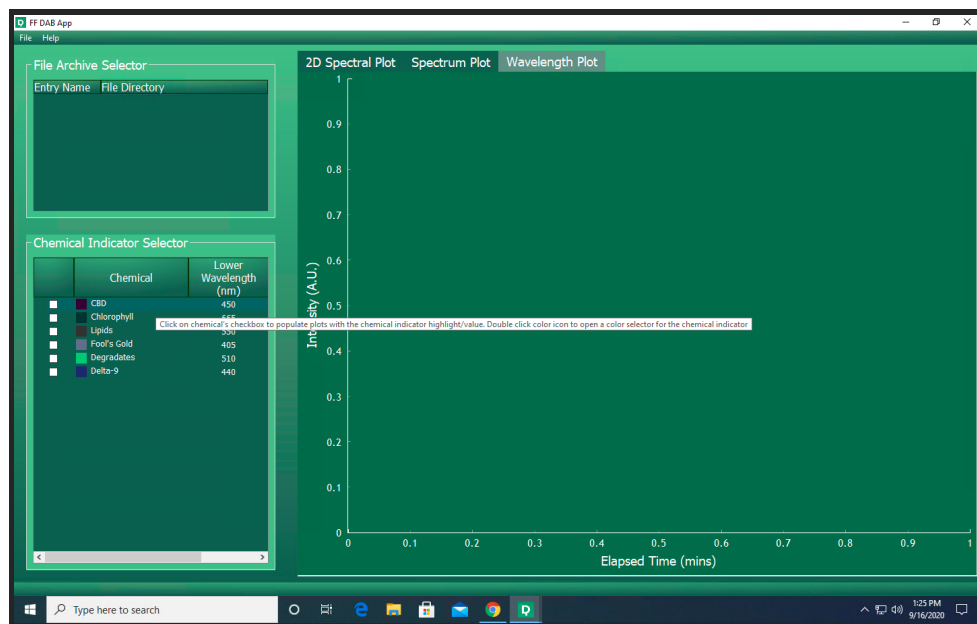 FF DAB App
File Help
File Archive Selector
Entry Name File Directory
Chemical Indicator Selector
Chemical
Lower
Wavelength
(nm)
CBD 450
Chlorophyll
Click on chemical's checkbox to populate plots with the chemical indicator highlight/value. Double click color icon to open a color selector for the chemical indicator
Lipids 550
Fool's Gold 405
Degradates 510
Delta-9 440
2D Spectral Plot Spectrum Plot Wavelength Plot
1
0.9
0.8
0.7
0.6
0.5
0.4
0.3
0.2
0.1
0
Intensity (A.U.)
0 0.1 0.2 0.3 0.4 0.5 0.6 0.7 0.8 0.9 1
Elapsed Time (mins)
Type here to search
1:25 PM
9/16/2020